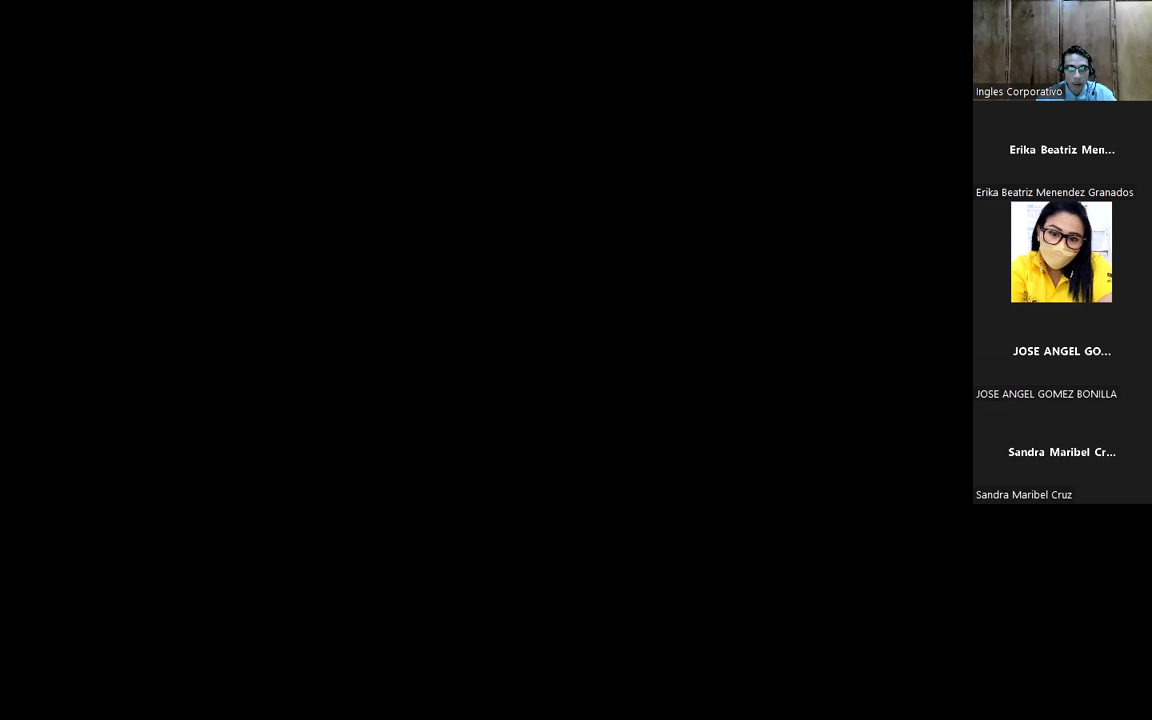 Ingles Corporativo
Erika Beatriz Men...
Erika Beatriz Menendez Granados
JOSE ANGEL GO...
JOSE ANGEL GOMEZ BONILLA
Sandra Maribel Cr...
Sandra Maribel Cruz